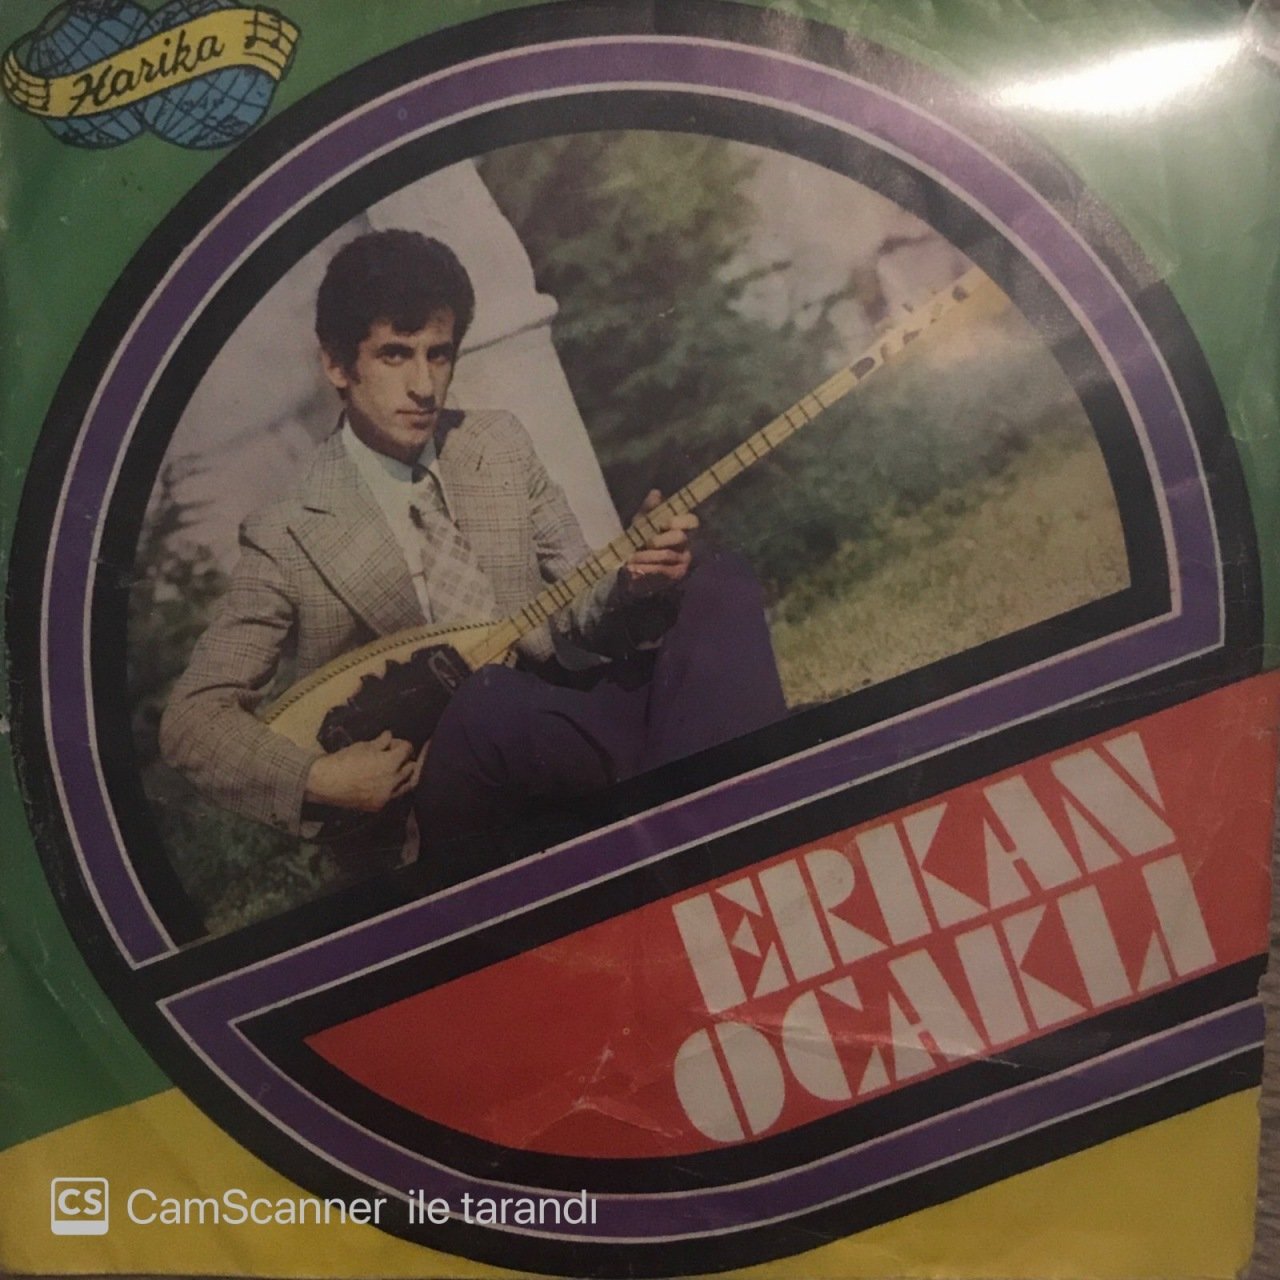 Harika
ERKAN
OCAKLI
CS CamScanner ile tarandı